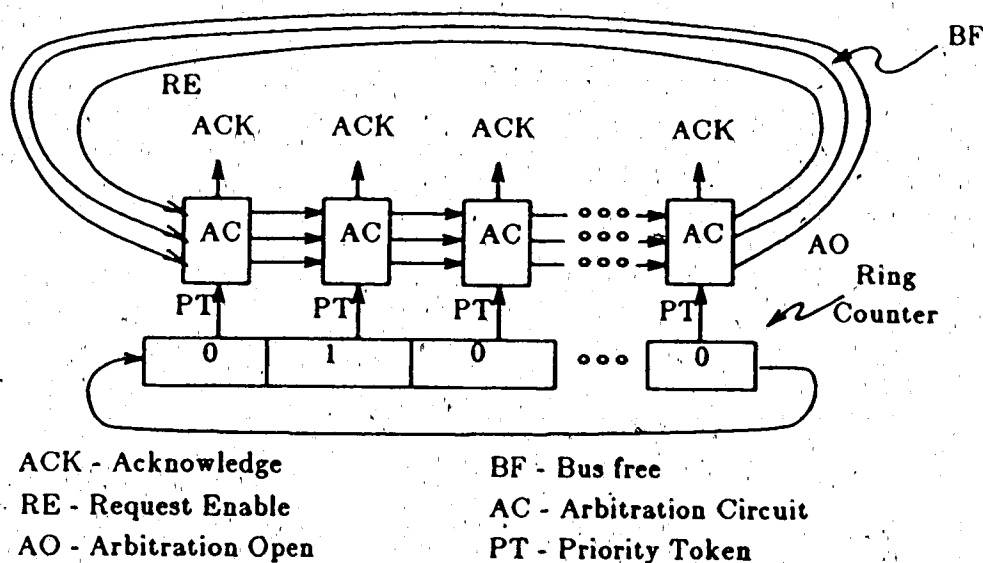 BF
RE
ACK ACK ACK ACK
AC AC AC AC
AO
PT PT PT PT
Ring
Counter
0 1 0 0
ACK - Acknowledge
BF - Bus free
RE - Request Enable
AC - Arbitration Circuit
AO - Arbitration Open
PT - Priority Token